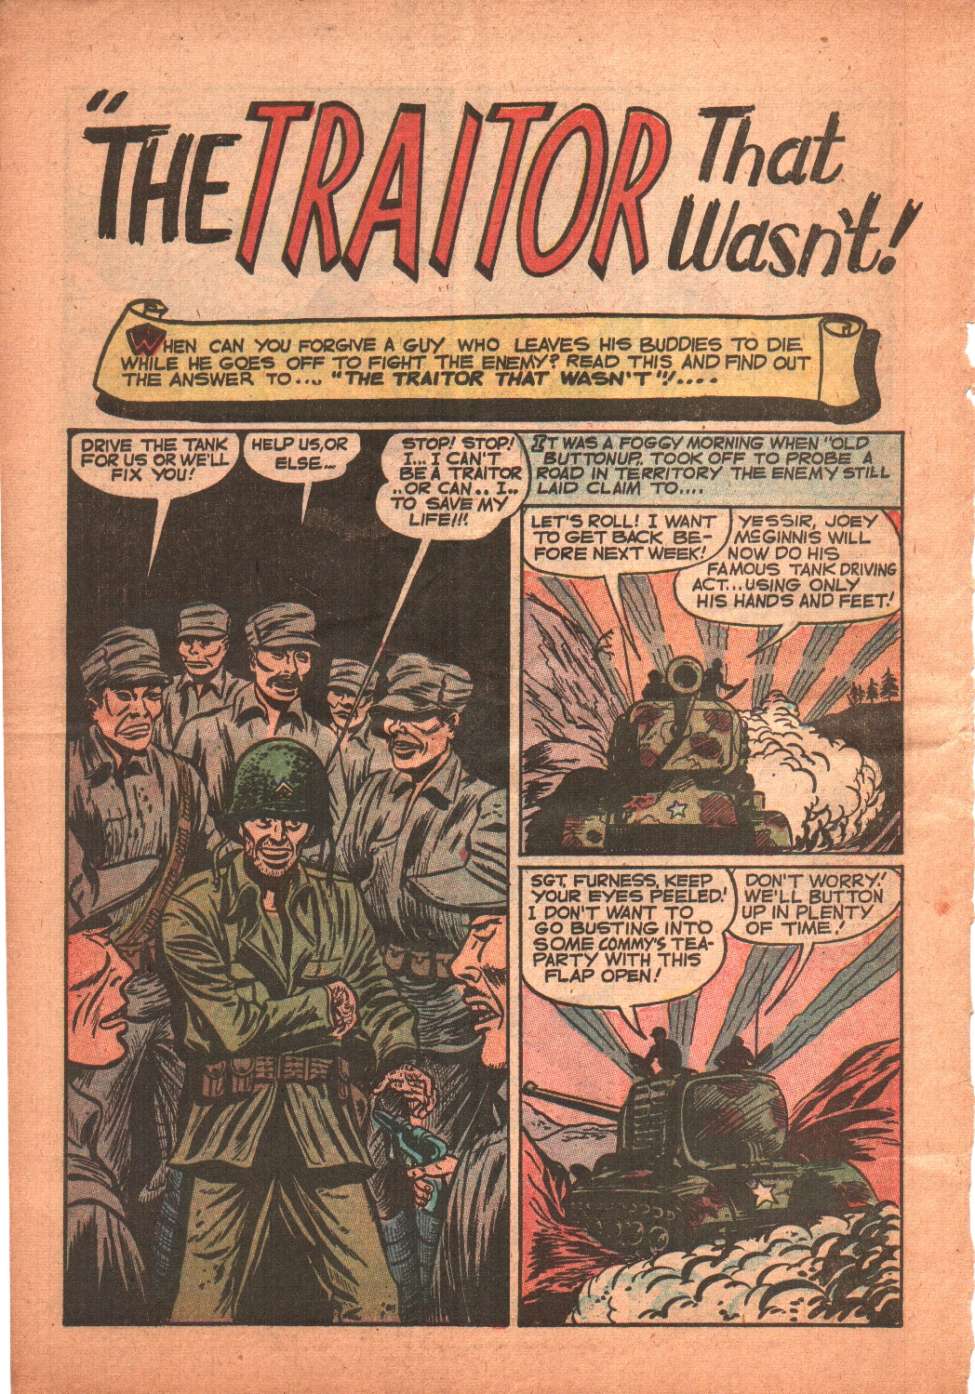 "THE TRAITOR That
Wasn't!
WHEN CAN YOU FORGIVE A GUY WHO LEAVES HIS BUDDIES TO DIE
WHILE HE GOES OFF TO FIGHT THE ENEMY? READ THIS AND FIND OUT
THE ANSWER TO... "THE TRAITOR THAT WASN'T"!....
DRIVE THE TANK
FOR US OR WE'LL
FIX YOU!
HELP US, OR
ELSE...
STOP! STOP!
I... I CAN'T
BE A TRAITOR
..OR CAN.. I..
TO SAVE MY
LIFE!!!
IT WAS A FOGGY MORNING WHEN "OLD
BUTTONUP" TOOK OFF TO PROBE A
ROAD IN TERRITORY THE ENEMY STILL
LAID CLAIM TO....
LET'S ROLL! I WANT
TO GET BACK BE-
FORE NEXT WEEK!
YESSIR, JOEY
McGINNIS WILL
NOW DO HIS
FAMOUS TANK DRIVING
ACT...USING ONLY
HIS HANDS AND FEET!
SGT. FURNESS, KEEP
YOUR EYES PEELED!
I DON'T WANT TO
GO BUSTING INTO
SOME COMMY'S TEA-
PARTY WITH THIS
FLAP OPEN!
DON'T WORRY!
WE'LL BUTTON
UP IN PLENTY
OF TIME!